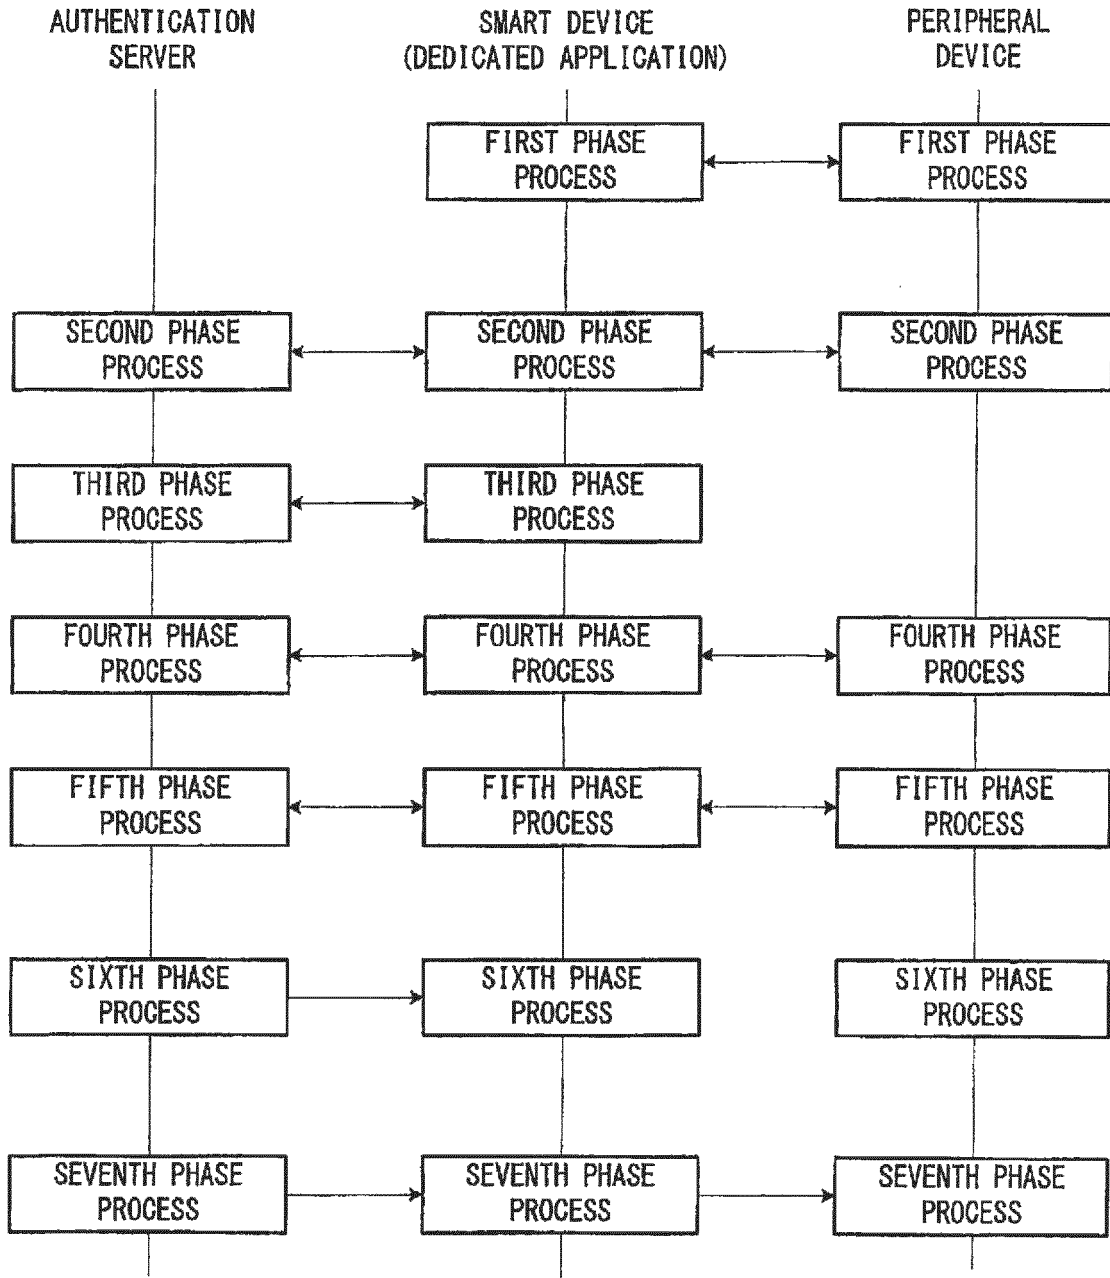 AUTHENTICATION
SERVER
SMART DEVICE
(DEDICATED APPLICATION)
PERIPHERAL
DEVICE
FIRST PHASE
PROCESS
FIRST PHASE
PROCESS
SECOND PHASE
PROCESS
SECOND PHASE
PROCESS
SECOND PHASE
PROCESS
THIRD PHASE
PROCESS
THIRD PHASE
PROCESS
FOURTH PHASE
PROCESS
FOURTH PHASE
PROCESS
FOURTH PHASE
PROCESS
FIFTH PHASE
PROCESS
FIFTH PHASE
PROCESS
FIFTH PHASE
PROCESS
SIXTH PHASE
PROCESS
SIXTH PHASE
PROCESS
SIXTH PHASE
PROCESS
SEVENTH PHASE
PROCESS
SEVENTH PHASE
PROCESS
SEVENTH PHASE
PROCESS